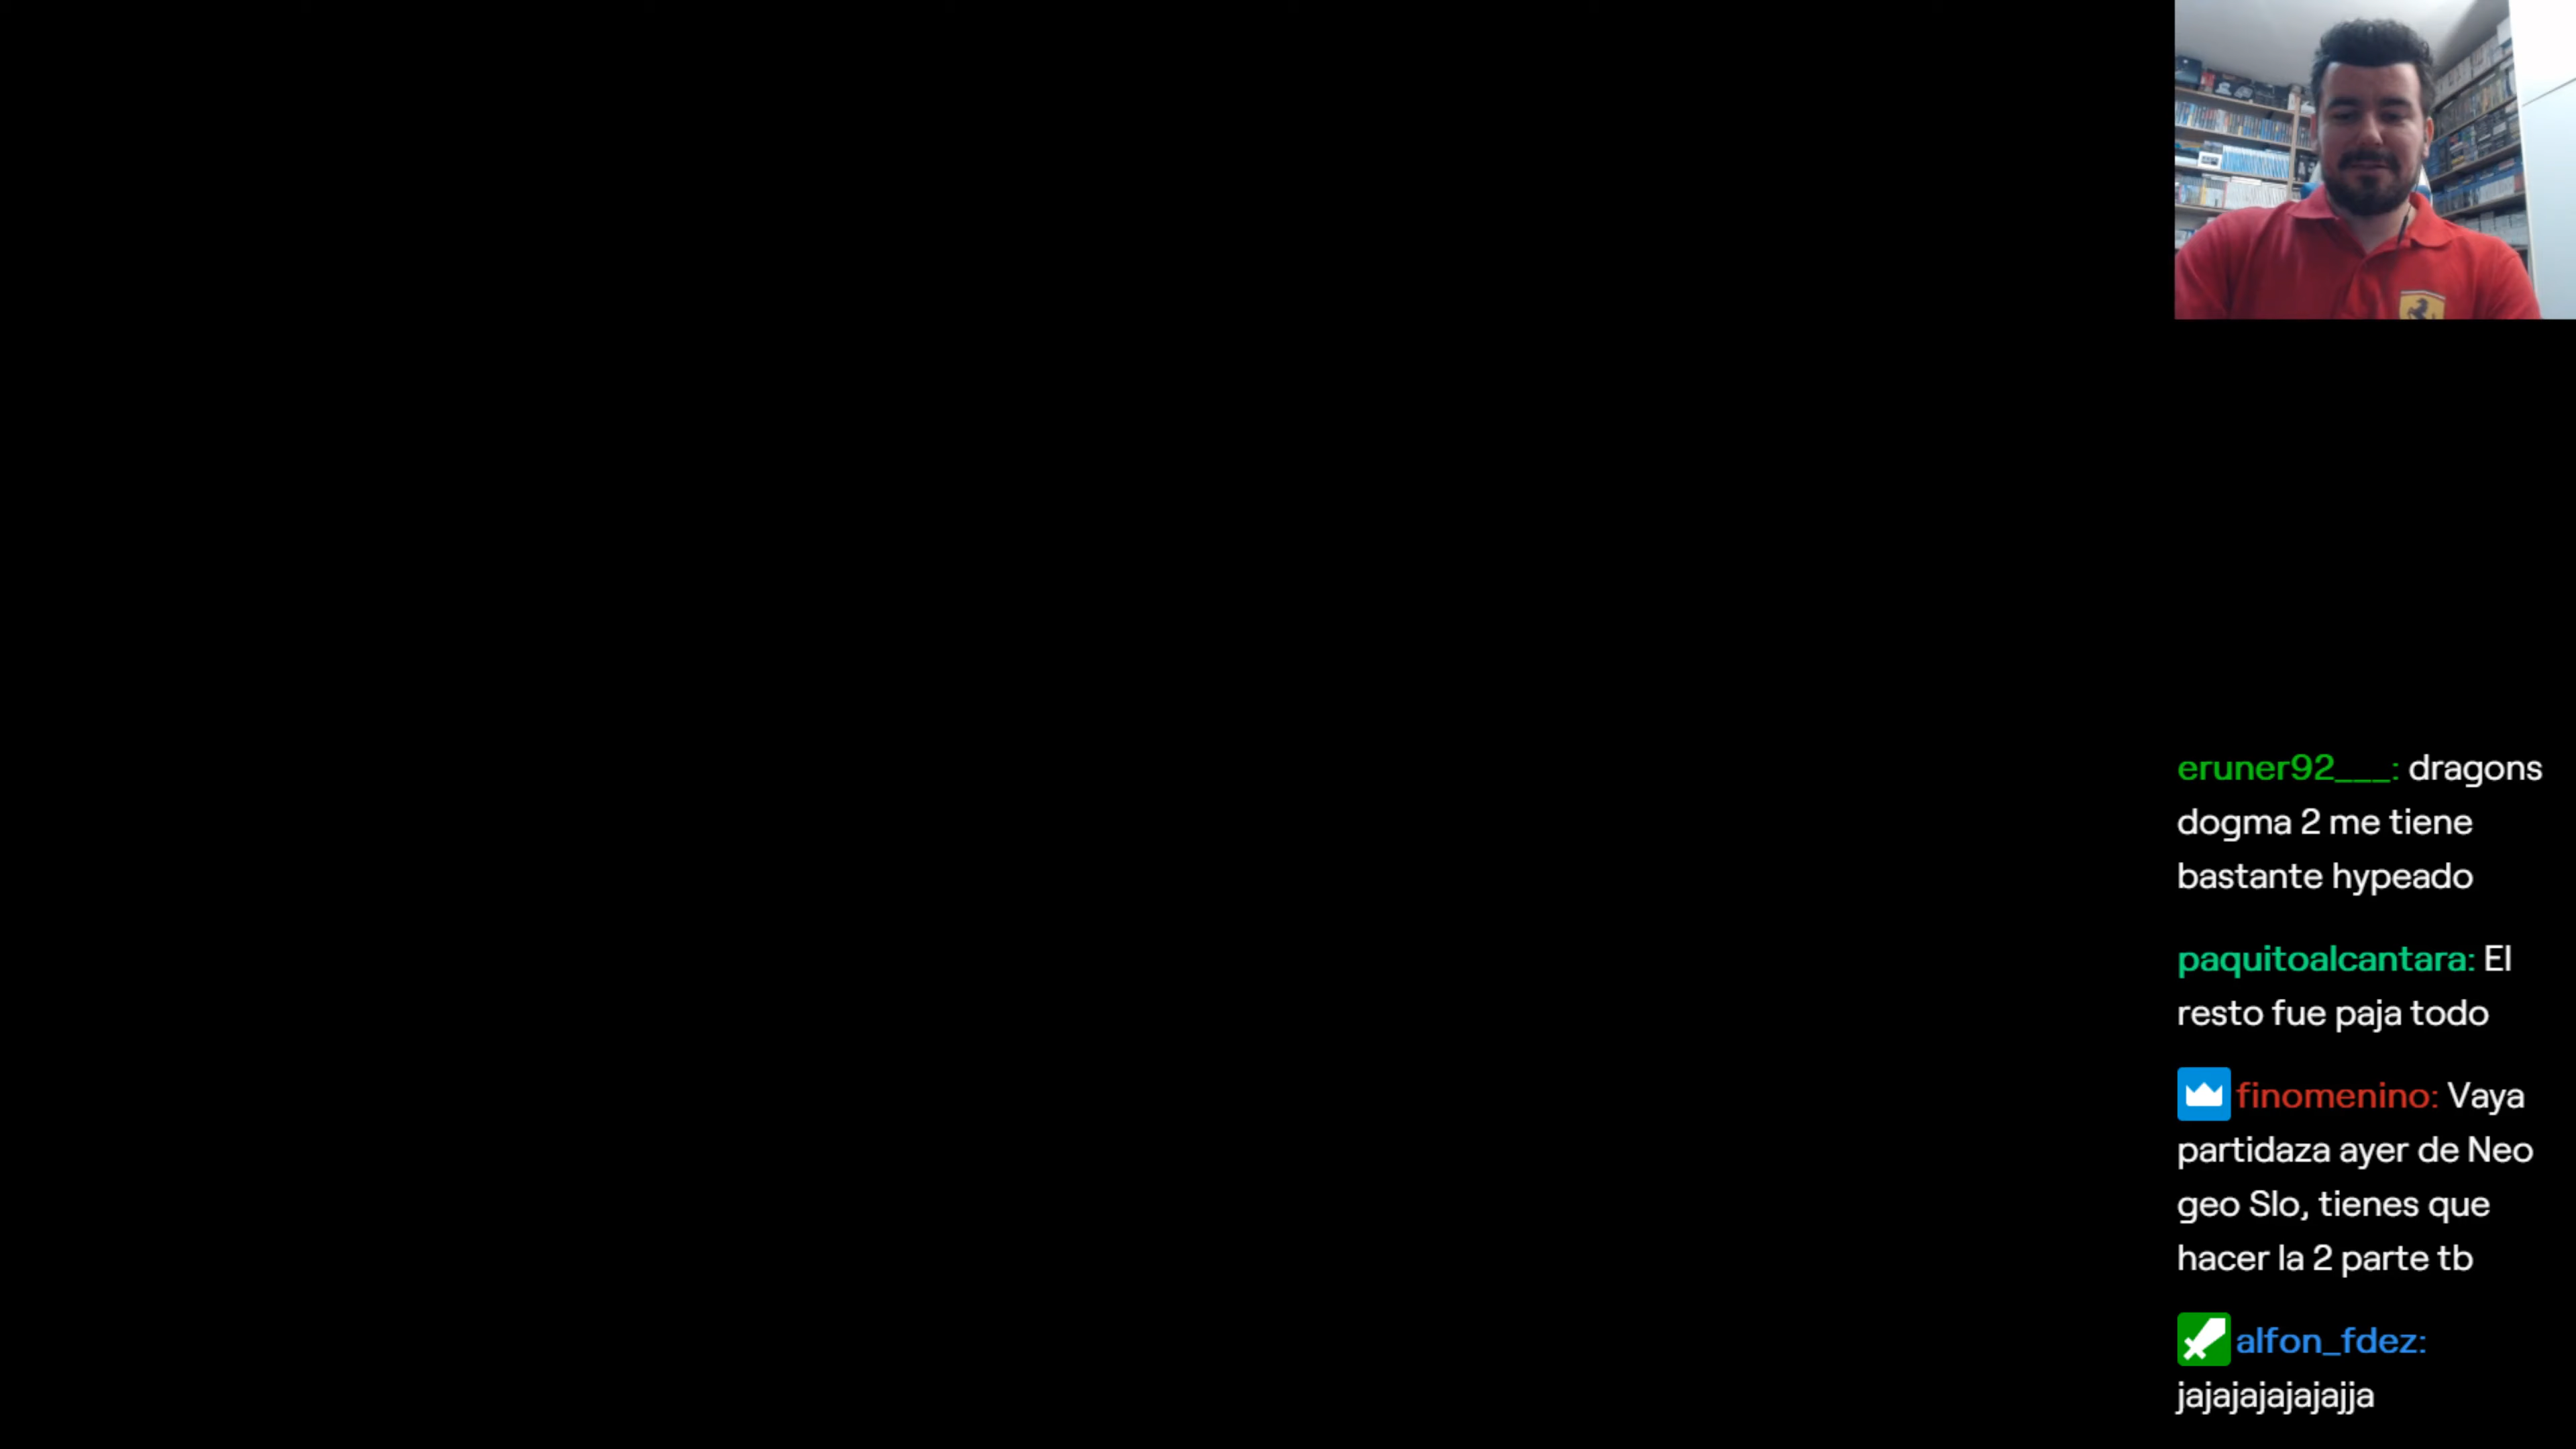 eruner92___: dragons
dogma 2 me tiene
bastante hypeado
paquitoalcantara: El
resto fue paja todo
finomenino: Vaya
partidaza ayer de Neo
geo Slo, tienes que
hacer la 2 parte tb
alfon_fdez:
jajajajajajajja